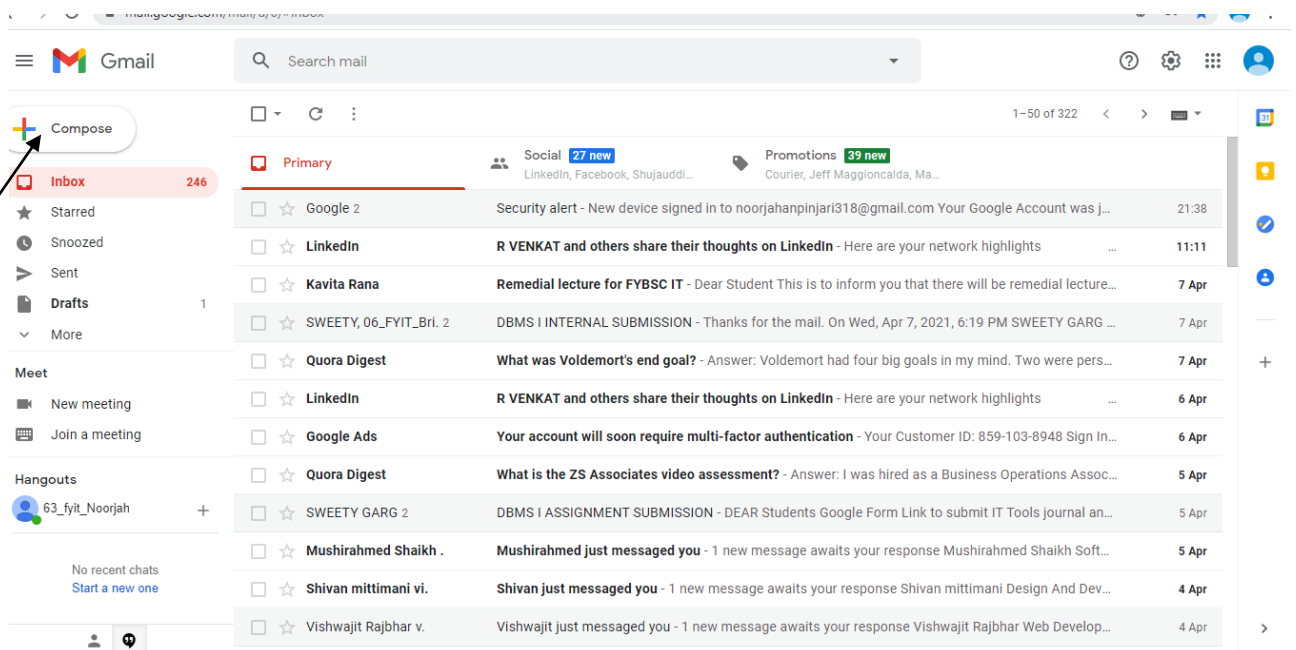 Gmail
Search mail
Compose
1–50 of 322
Inbox 246
Starred
Snoozed
Sent
Drafts 1
More
Meet
New meeting
Join a meeting
Hangouts
63_fyit_Noorjah
No recent chats
Start a new one
Primary
Social 27 new
LinkedIn, Facebook, Shujauddi...
Promotions 39 new
Courier, Jeff Maggioncalda, Ma...
Google 2 Security alert - New device signed in to noorjahanpinjari318@gmail.com Your Google Account was j... 21:38
LinkedIn R VENKAT and others share their thoughts on LinkedIn - Here are your network highlights ... 11:11
Kavita Rana Remedial lecture for FYBSC IT - Dear Student This is to inform you that there will be remedial lecture... 7 Apr
SWEETY, 06_FYIT_Bri. 2 DBMS I INTERNAL SUBMISSION - Thanks for the mail. On Wed, Apr 7, 2021, 6:19 PM SWEETY GARG ... 7 Apr
Quora Digest What was Voldemort's end goal? - Answer: Voldemort had four big goals in my mind. Two were pers... 7 Apr
LinkedIn R VENKAT and others share their thoughts on LinkedIn - Here are your network highlights ... 6 Apr
Google Ads Your account will soon require multi-factor authentication - Your Customer ID: 859-103-8948 Sign In... 6 Apr
Quora Digest What is the ZS Associates video assessment? - Answer: I was hired as a Business Operations Assoc... 5 Apr
SWEETY GARG 2 DBMS I ASSIGNMENT SUBMISSION - DEAR Students Google Form Link to submit IT Tools journal an... 5 Apr
Mushirahmed Shaikh . Mushirahmed just messaged you - 1 new message awaits your response Mushirahmed Shaikh Soft... 5 Apr
Shivan mittimani vi. Shivan just messaged you - 1 new message awaits your response Shivan mittimani Design And Dev... 4 Apr
Vishwajit Rajbhar v. Vishwajit just messaged you - 1 new message awaits your response Vishwajit Rajbhar Web Develop... 4 Apr
31